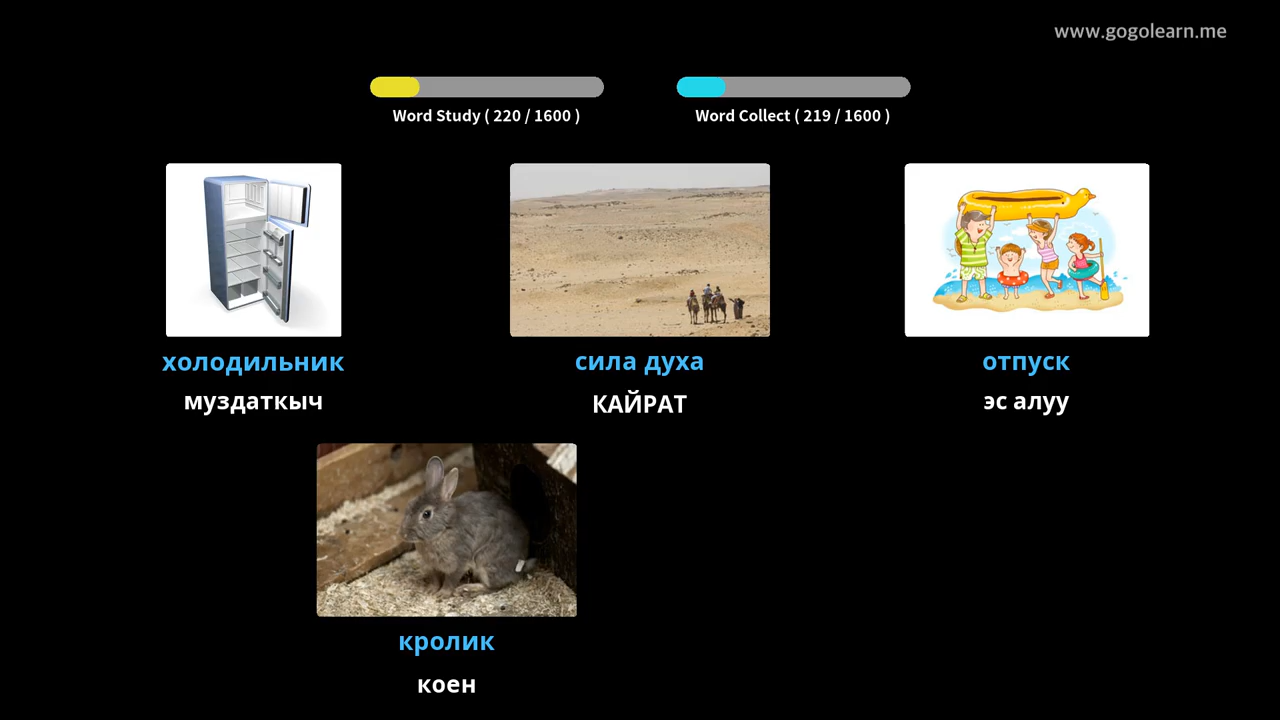 www.gogolearn.me
Word Study ( 220 / 1600 )
Word Collect ( 219 / 1600 )
холодильник
муздаткыч
сила духа
КАЙРАТ
отпуск
эс алуу
кролик
коен